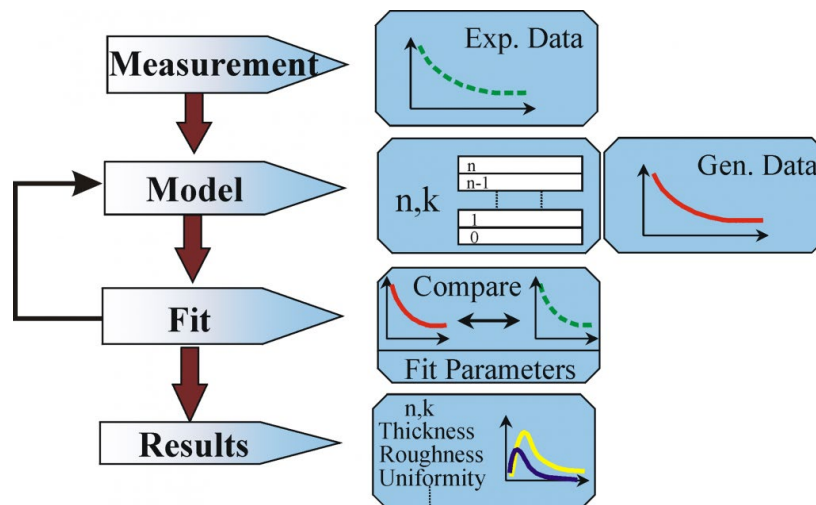 Measurement
Exp. Data
Model
n,k
n
n-1
1
0
Gen. Data
Fit
Compare
Fit Parameters
Results
n,k
Thickness
Roughness
Uniformity